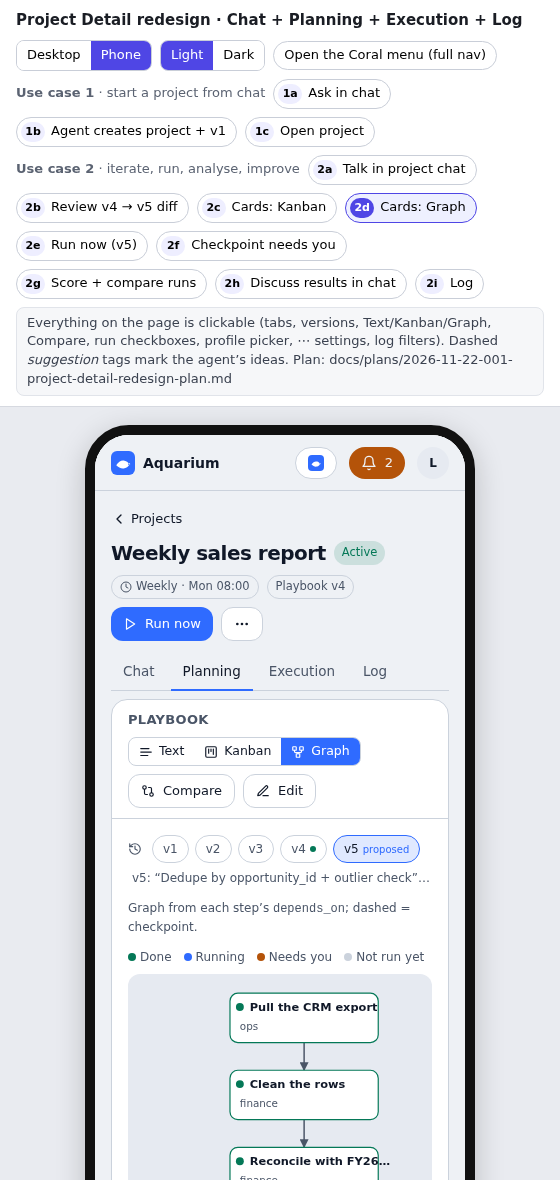 Project Detail redesign · Chat + Planning + Execution + Log
Desktop Phone Light Dark Open the Coral menu (full nav)
Use case 1 · start a project from chat 1a Ask in chat
1b Agent creates project + v1 1c Open project
Use case 2 · iterate, run, analyse, improve 2a Talk in project chat
2b Review v4 → v5 diff 2c Cards: Kanban 2d Cards: Graph
2e Run now (v5) 2f Checkpoint needs you
2g Score + compare runs 2h Discuss results in chat 2i Log
Everything on the page is clickable (tabs, versions, Text/Kanban/Graph,
Compare, run checkboxes, profile picker, ··· settings, log filters). Dashed
suggestion tags mark the agent’s ideas. Plan: docs/plans/2026-11-22-001-
project-detail-redesign-plan.md
Aquarium 2 L
Projects
Weekly sales report Active
Weekly · Mon 08:00 Playbook v4
Run now ···
Chat Planning Execution Log
PLAYBOOK
Text Kanban Graph
Compare Edit
v1 v2 v3 v4 v5 proposed
v5: “Dedupe by opportunity_id + outlier check”…
Graph from each step’s depends_on; dashed =
checkpoint.
Done Running Needs you Not run yet
Pull the CRM export
ops
Clean the rows
finance
Reconcile with FY26…
finance